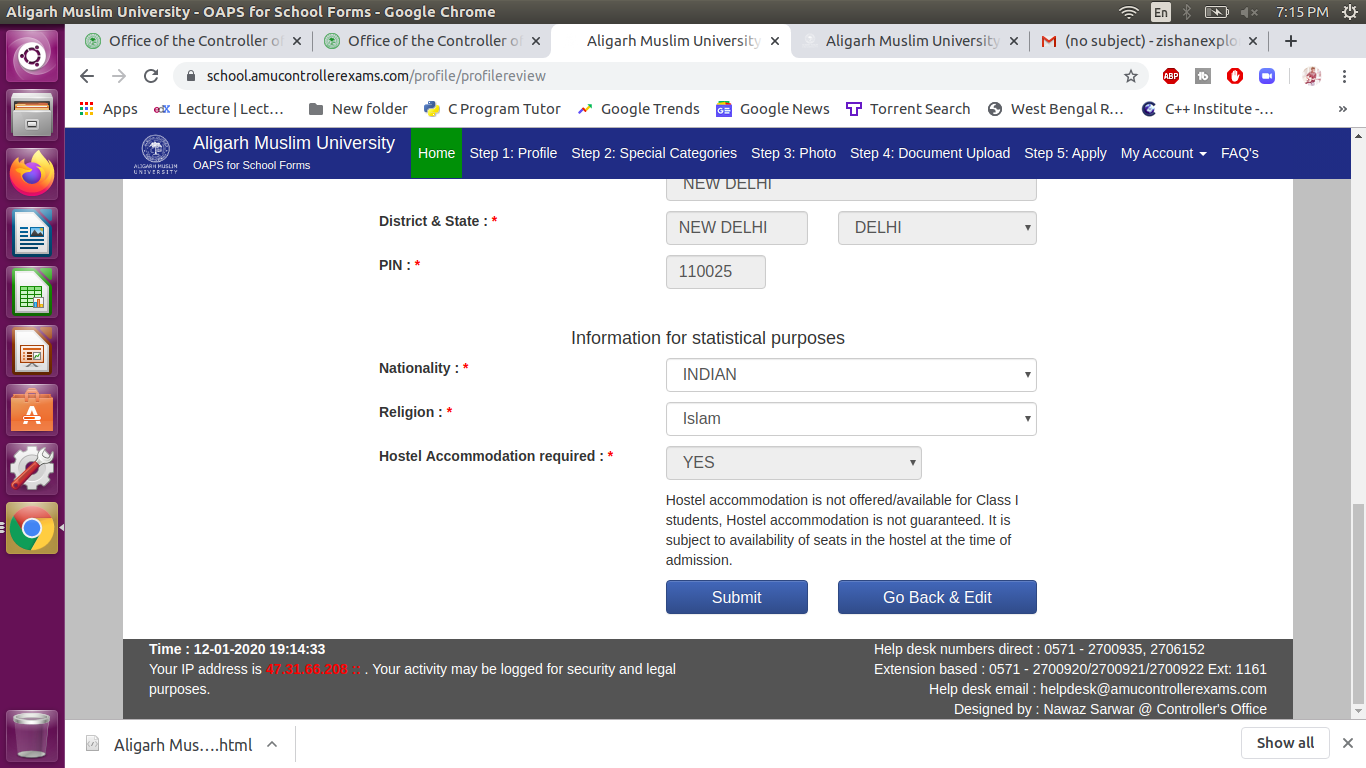 Aligarh Muslim University - OAPS for School Forms - Google Chrome
En
7:15 PM
Office of the Controller o
Office of the Controller o
Aligarh Muslim University
Aligarh Muslim University
(no subject) - zishanexplo
school.amucontrollerexams.com/profile/profilereview
ABP
Apps
edX
Lecture | Lect…
New folder
C Program Tutor
Google Trends
GE
Google News
Torrent Search
West Bengal R…
C++ Institute -…
»
ALIGARH MUSLIM
UNIVERSITY
Aligarh Muslim University
OAPS for School Forms
Home
Step 1: Profile
Step 2: Special Categories
Step 3: Photo
Step 4: Document Upload
Step 5: Apply
My Account
FAQ's
NEW DELHI
District & State : *
NEW DELHI
DELHI
PIN : *
110025
Information for statistical purposes
Nationality : *
INDIAN
Religion : *
Islam
Hostel Accommodation required : *
YES
Hostel accommodation is not offered/available for Class I
students, Hostel accommodation is not guaranteed. It is
subject to availability of seats in the hostel at the time of
admission.
Submit
Go Back & Edit
Time : 12-01-2020 19:14:33
Your IP address is 47.31.66.208 :: . Your activity may be logged for security and legal
purposes.
Help desk numbers direct : 0571 - 2700935, 2706152
Extension based : 0571 - 2700920/2700921/2700922 Ext: 1161
Help desk email : helpdesk@amucontrollerexams.com
Designed by : Nawaz Sarwar @ Controller's Office
Aligarh Mus….html
Show all